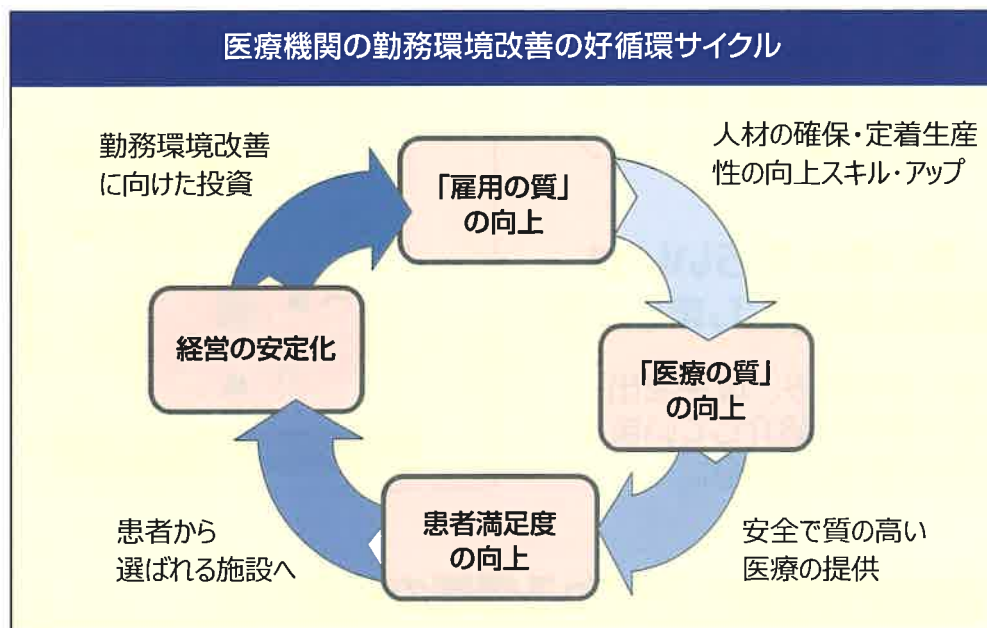 医療機関の勤務環境改善の好循環サイクル
勤務環境改善
に向けた投資
「雇用の質」
の向上
人材の確保・定着生産
性の向上スキル・アップ
経営の安定化
「医療の質」
の向上
患者満足度
の向上
患者から
選ばれる施設へ
安全で質の高い
医療の提供